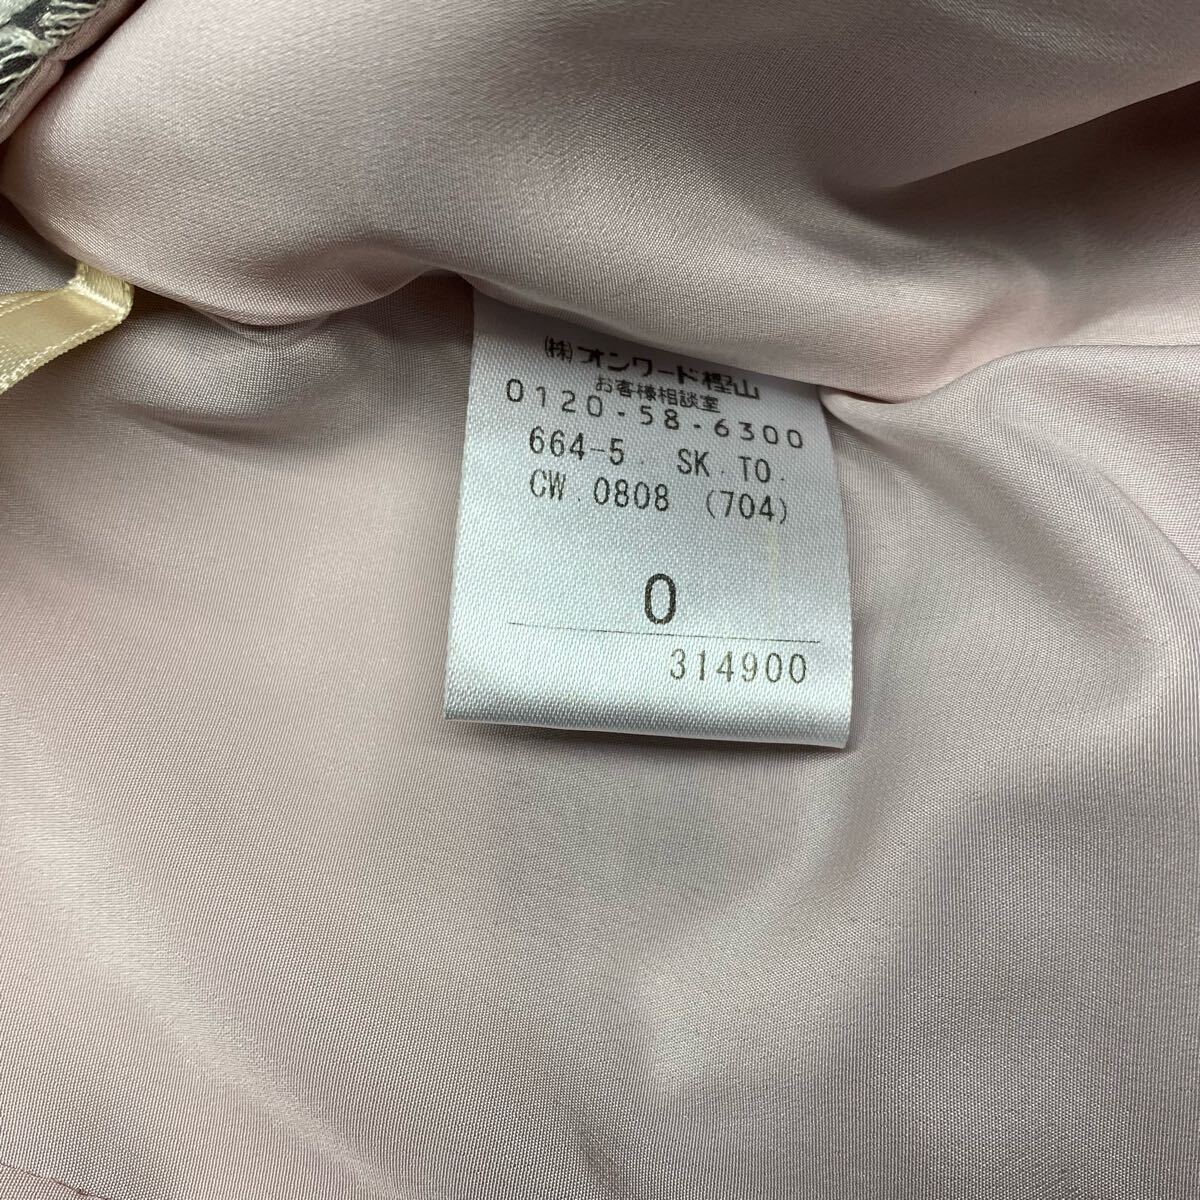 ㈱オンワード樫山
お客様相談室
0120-58-6300
664-5. SK.TO.
CW.0808 (704)
0
314900